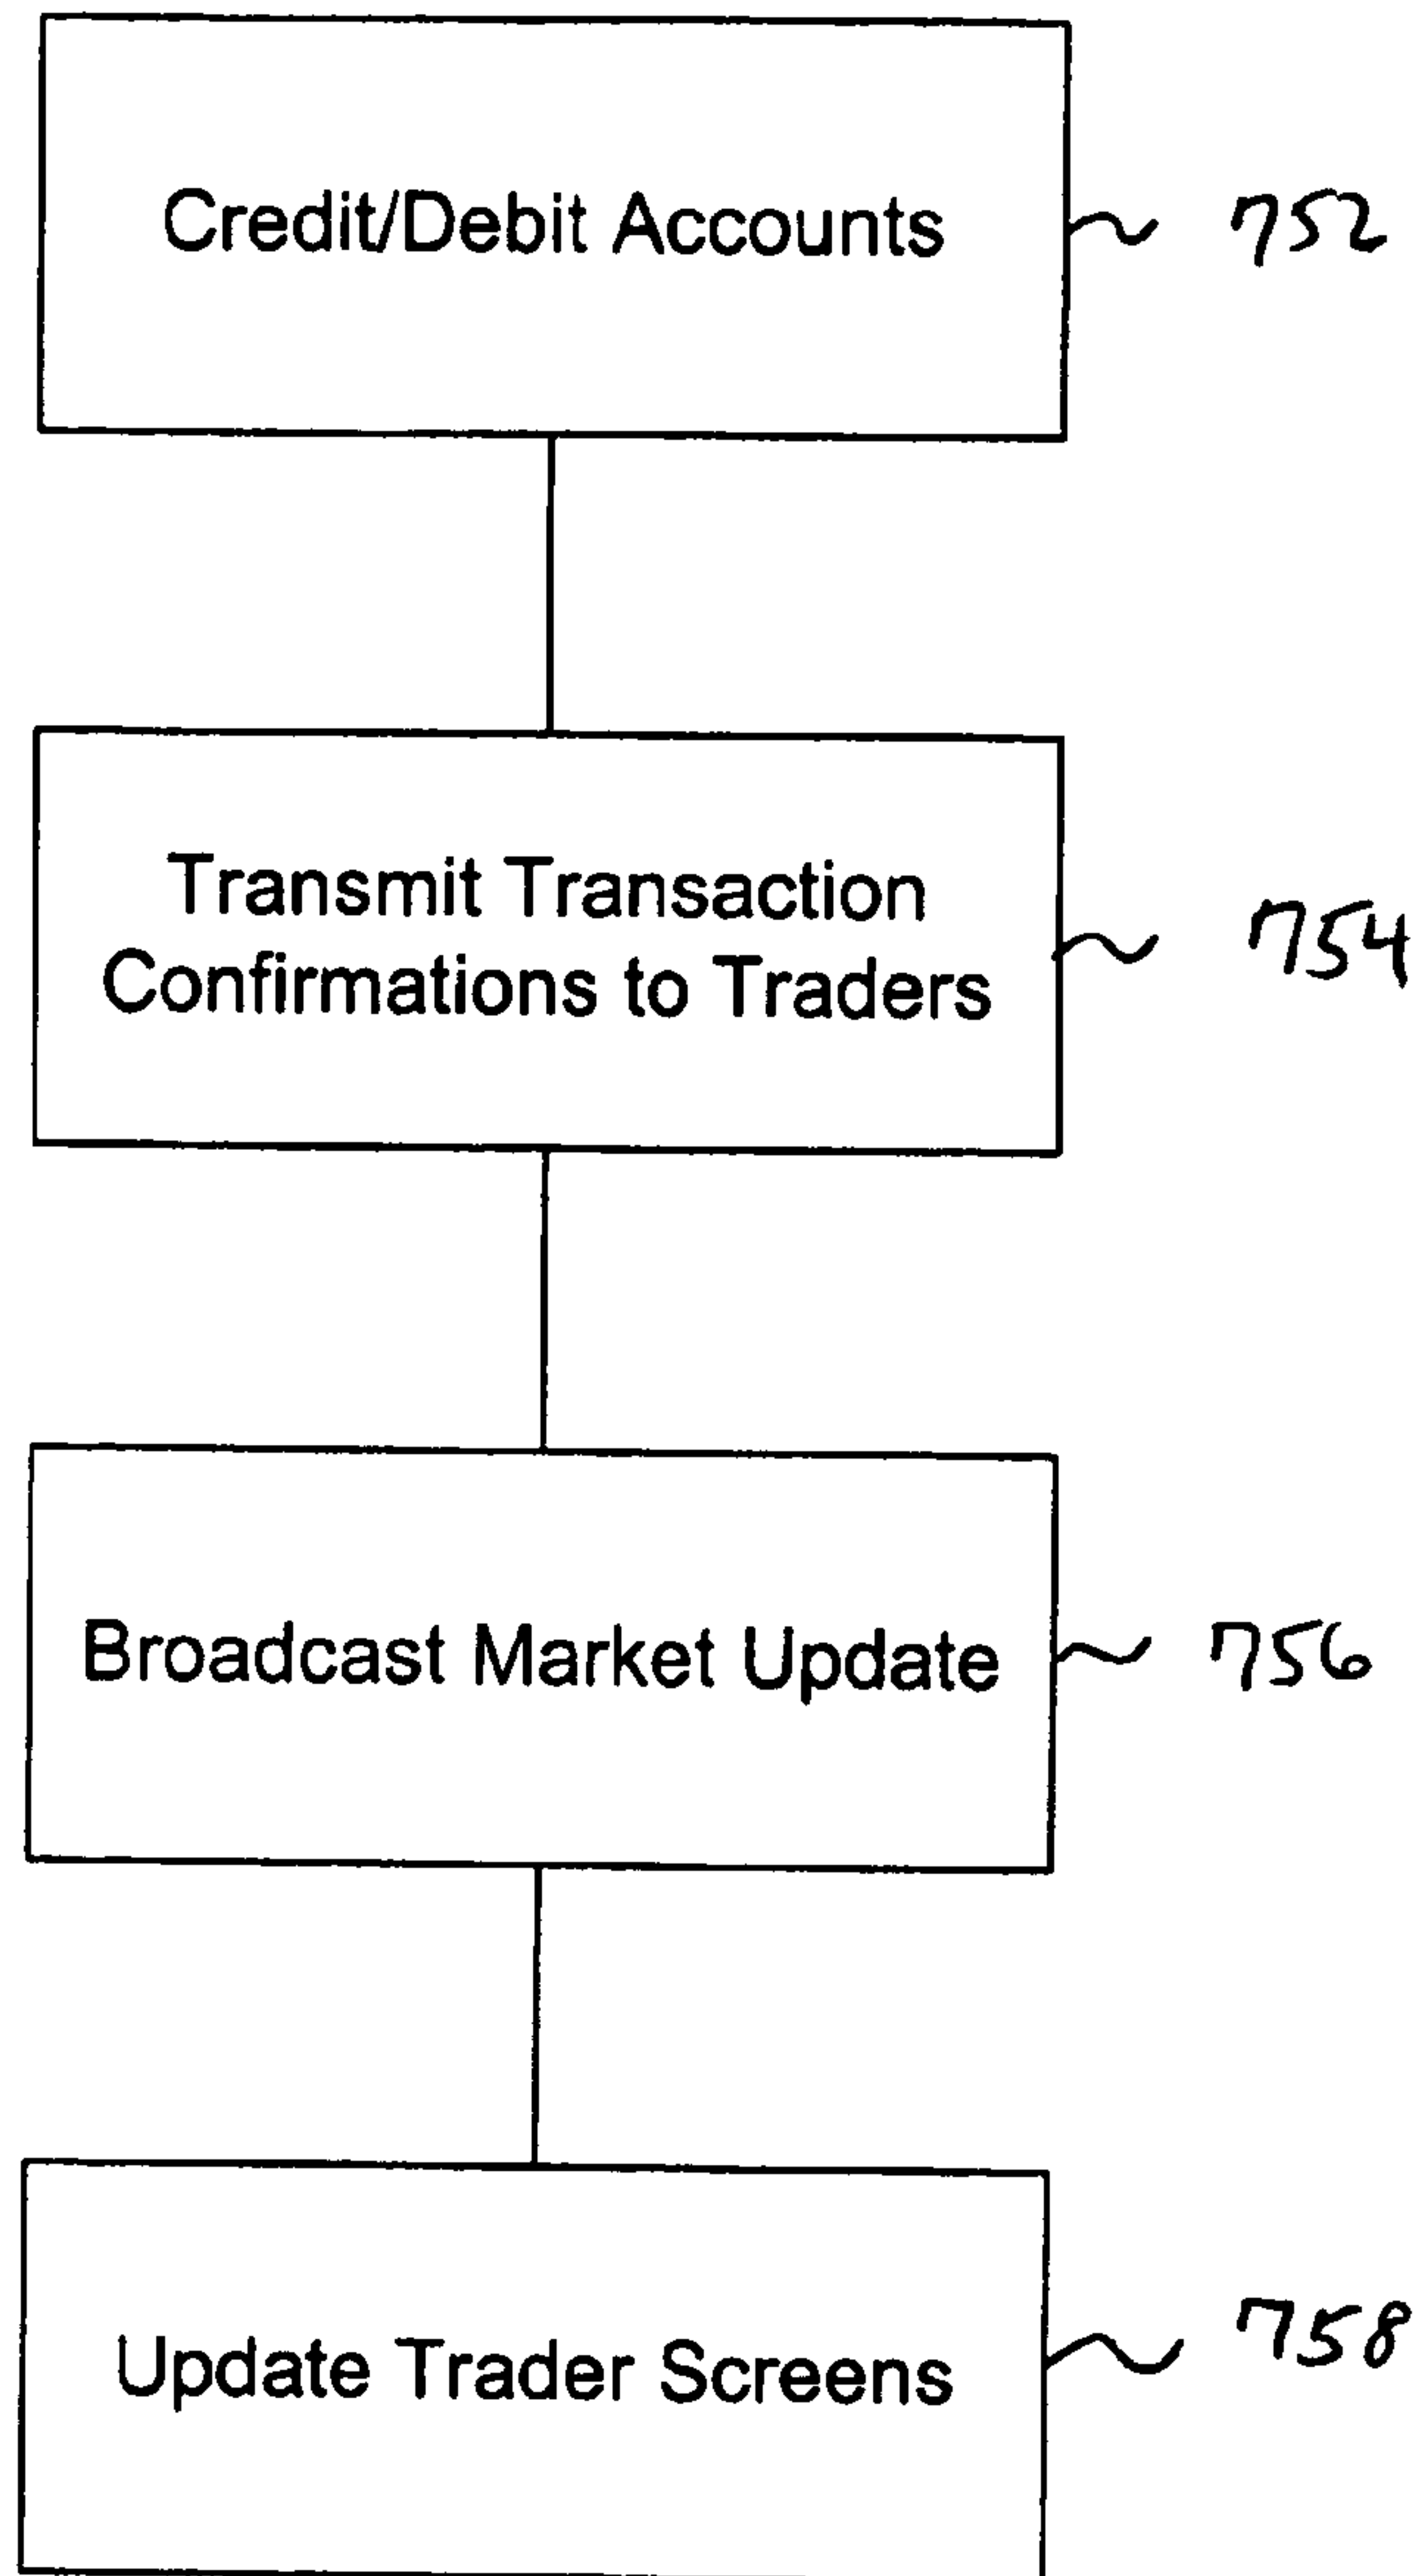 Credit/Debit Accounts
752
Transmit Transaction
Confirmations to Traders
754
Broadcast Market Update
756
Update Trader Screens
758